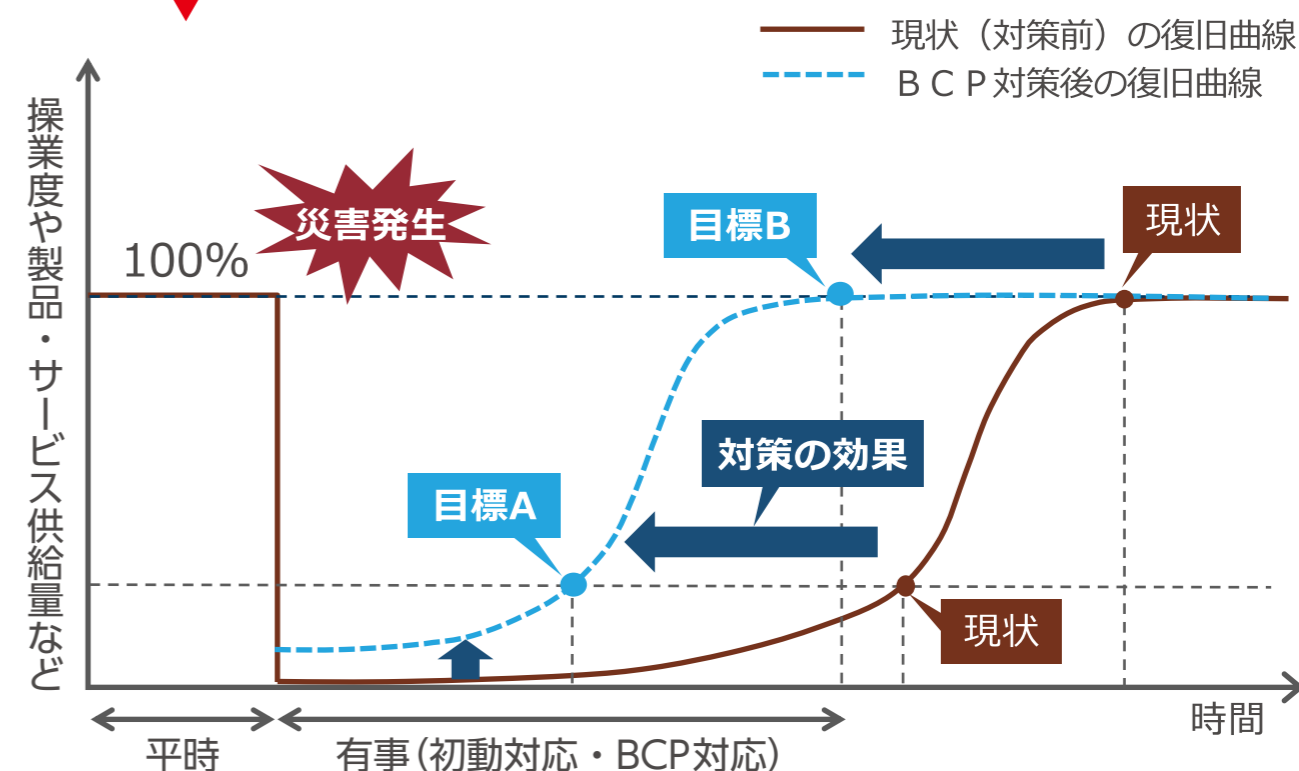 現状（対策前）の復旧曲線
ＢＣＰ対策後の復旧曲線
操業度や製品・サービス供給量など
災害発生
100%
目標B
現状
対策の効果
目標A
現状
時間
平時
有事(初動対応・BCP対応)